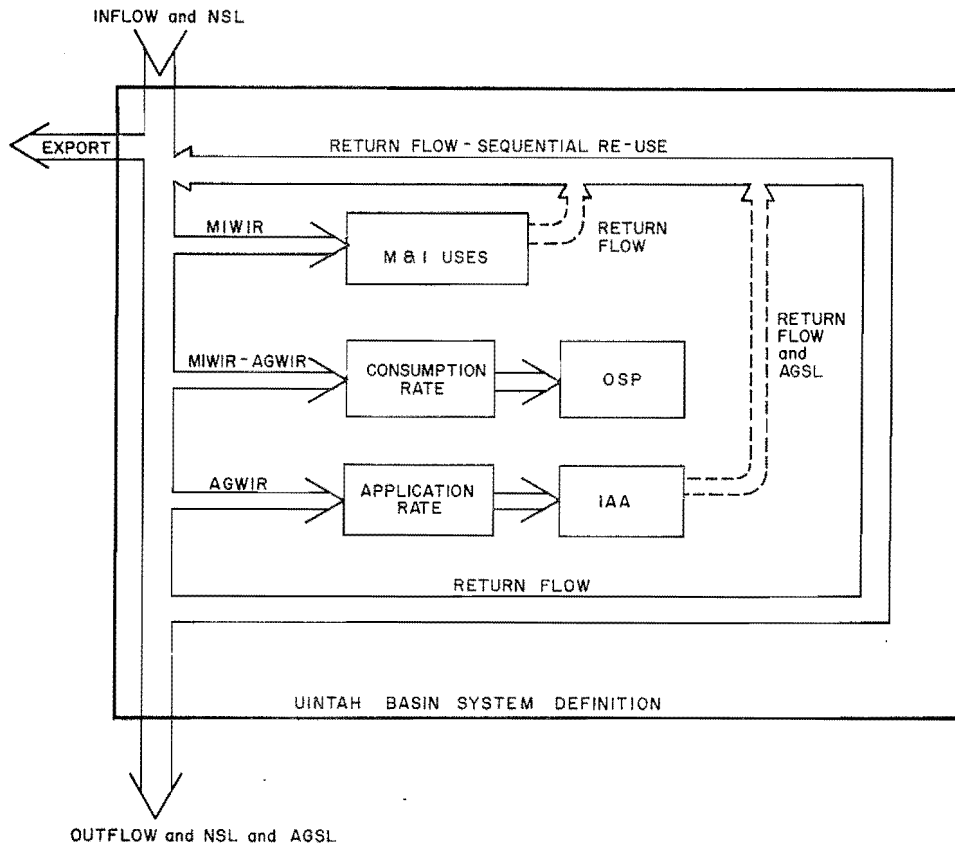 INFLOW and NSL
EXPORT
RETURN FLOW - SEQUENTIAL RE-USE
MIWIR
M & I USES
RETURN
FLOW
MIWIR - AGWIR
CONSUMPTION
RATE
OSP
RETURN
FLOW
and
AGSL
AGWIR
APPLICATION
RATE
IAA
RETURN FLOW
UINTAH BASIN SYSTEM DEFINITION
OUTFLOW and NSL and AGSL